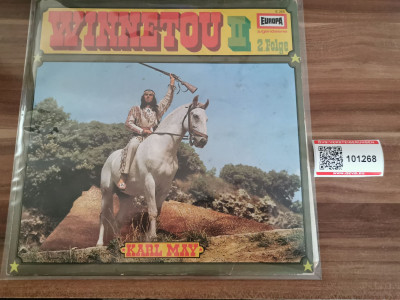 WINNETOU II
EUROPA
2. Folge
KARL MAY
101268